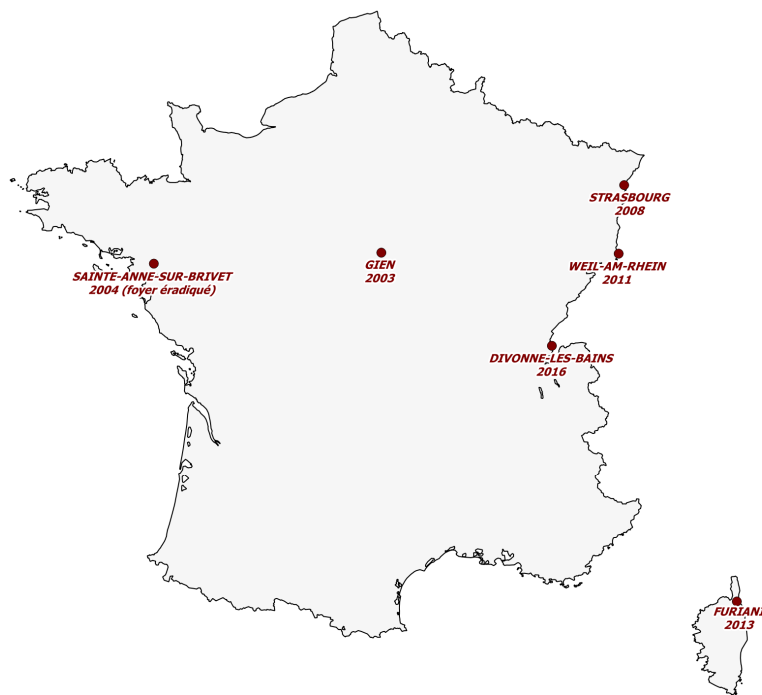 STRASBOURG
2008
GIEN
2003
WEIL-AM-RHEIN
2011
SAINTE-ANNE-SUR-BRIVET
2004 (foyer éradiqué)
DIVONNE-LES-BAINS
2016
FURIANI
2013